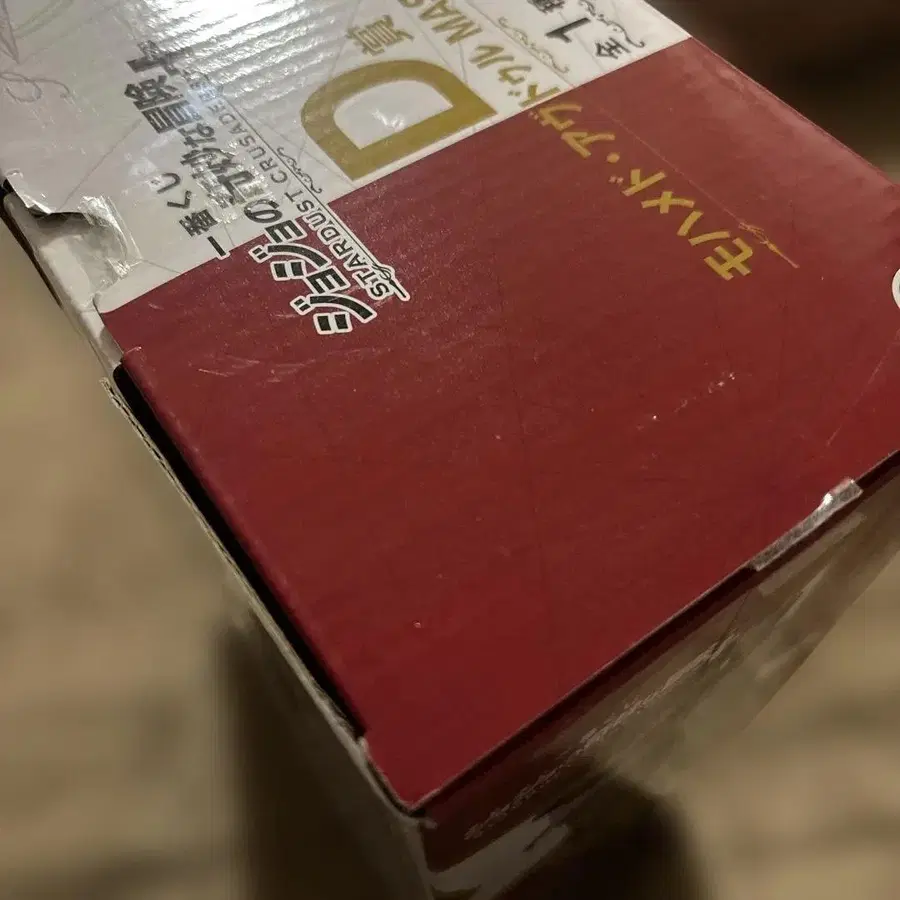 一番くじ
ジョジョの奇妙な冒険
STARDUST CRUSADERS
D賞
モハメド・アヴドゥル MAS
全1種